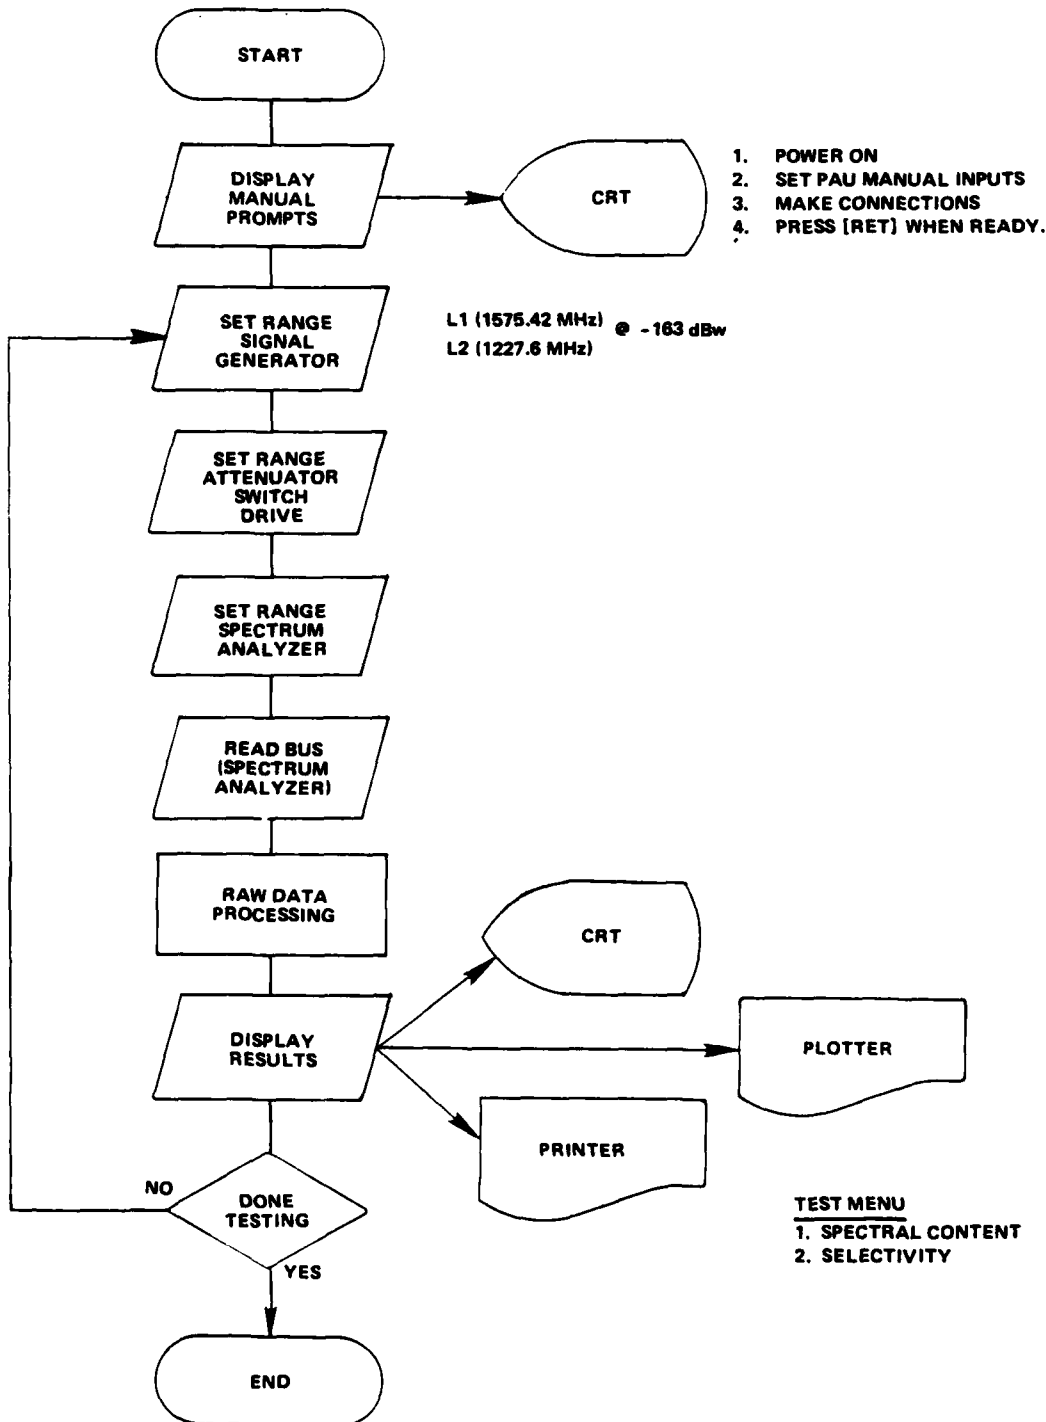 START
DISPLAY
MANUAL
PROMPTS
CRT
1. POWER ON
2. SET PAU MANUAL INPUTS
3. MAKE CONNECTIONS
4. PRESS [RET] WHEN READY.
SET RANGE
SIGNAL
GENERATOR
L1 (1575.42 MHz) @ -163 dBw
L2 (1227.6 MHz)
SET RANGE
ATTENUATOR
SWITCH
DRIVE
SET RANGE
SPECTRUM
ANALYZER
READ BUS
(SPECTRUM
ANALYZER)
RAW DATA
PROCESSING
CRT
DISPLAY
RESULTS
PLOTTER
PRINTER
NO
DONE
TESTING
YES
TEST MENU
1. SPECTRAL CONTENT
2. SELECTIVITY
END